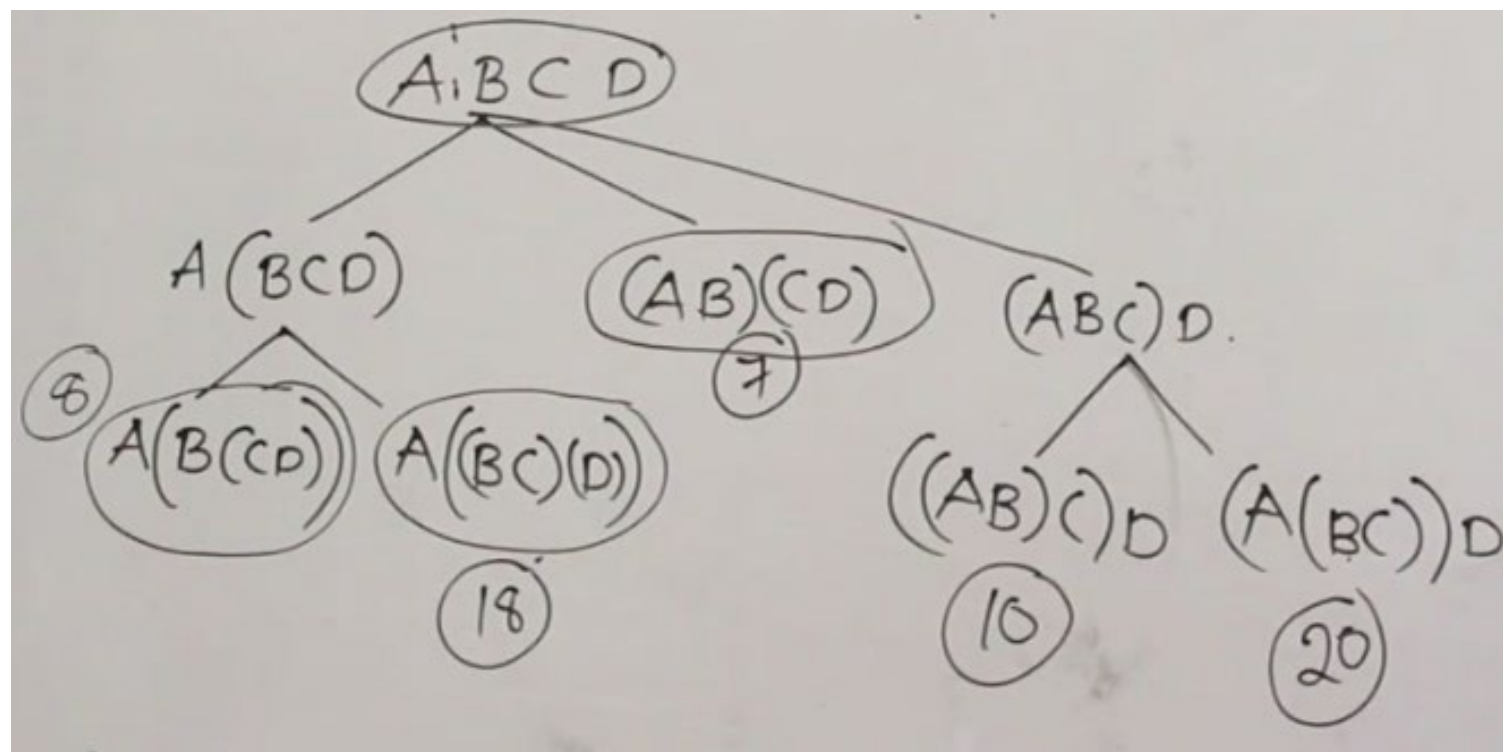 A B C D
A(BCD) (AB)(CD) (ABC)D.
8 7
A(B(CD)) A((BC)(D)) ((AB)C)D (A(BC))D
18 10 20